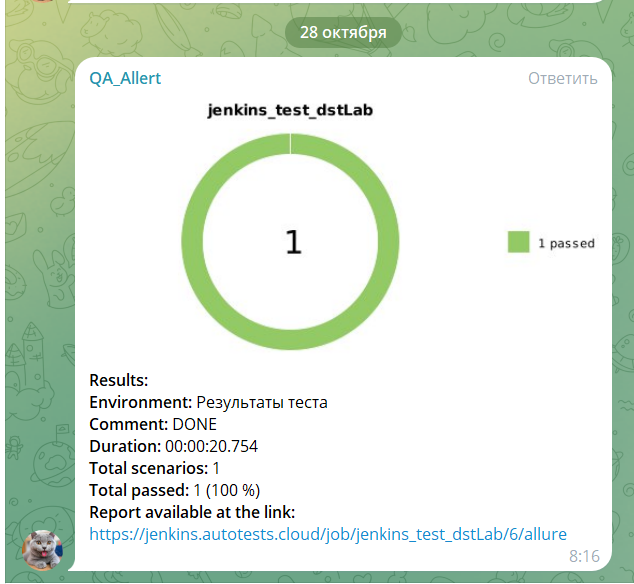 28 октября
QA_Allert Ответить
jenkins_test_dstLab
1
1 passed
Results:
Environment: Результаты теста
Comment: DONE
Duration: 00:00:20.754
Total scenarios: 1
Total passed: 1 (100 %)
Report available at the link:
https://jenkins.autotests.cloud/job/jenkins_test_dstLab/6/allure
8:16